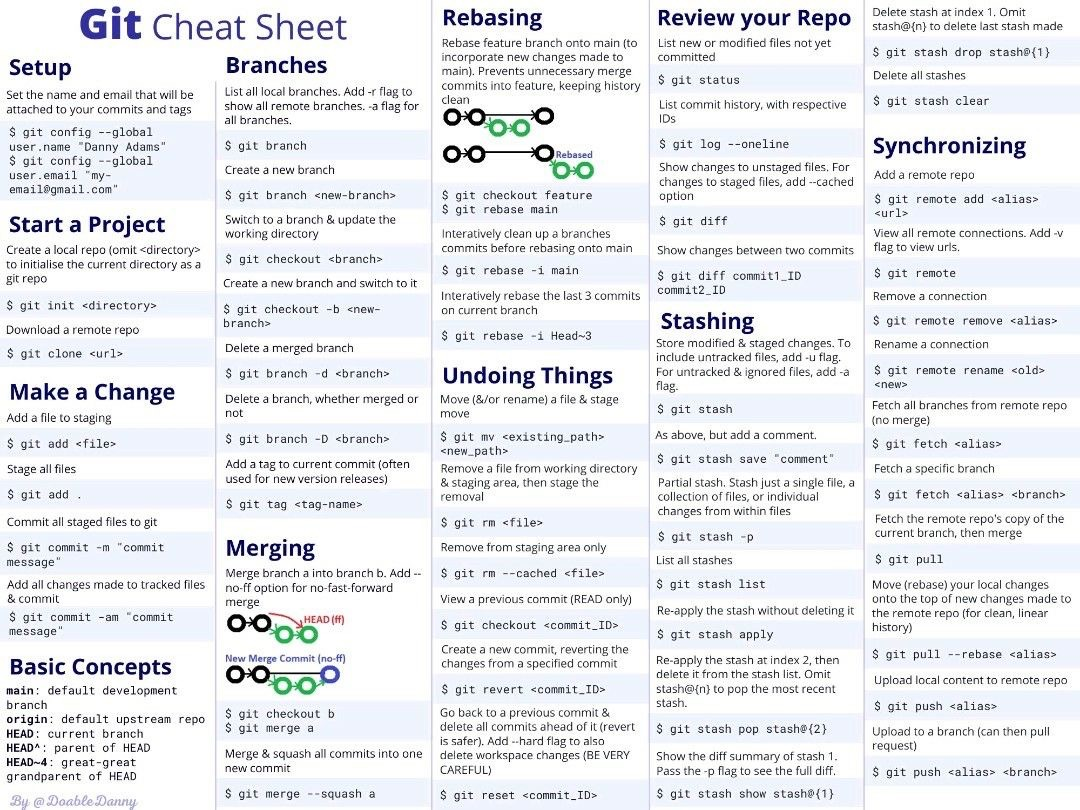 Git Cheat Sheet
Setup
Set the name and email that will be
attached to your commits and tags
$ git config --global
user.name "Danny Adams"
$ git config --global
user.email "my-
email@gmail.com"
Start a Project
Create a local repo (omit <directory>
to initialise the current directory as a
git repo
$ git init <directory>
Download a remote repo
$ git clone <url>
Make a Change
Add a file to staging
$ git add <file>
Stage all files
$ git add .
Commit all staged files to git
$ git commit -m "commit
message"
Add all changes made to tracked files
& commit
$ git commit -am "commit
message"
Basic Concepts
main: default development
branch
origin: default upstream repo
HEAD: current branch
HEAD^: parent of HEAD
HEAD~4: great-great
grandparent of HEAD
By @DoableDanny
Branches
List all local branches. Add -r flag to
show all remote branches. -a flag for
all branches.
$ git branch
Create a new branch
$ git branch <new-branch>
Switch to a branch & update the
working directory
$ git checkout <branch>
Create a new branch and switch to it
$ git checkout -b <new-
branch>
Delete a merged branch
$ git branch -d <branch>
Delete a branch, whether merged or
not
$ git branch -D <branch>
Add a tag to current commit (often
used for new version releases)
$ git tag <tag-name>
Merging
Merge branch a into branch b. Add --
no-ff option for no-fast-forward
merge
HEAD (ff)
New Merge Commit (no-ff)
$ git checkout b
$ git merge a
Merge & squash all commits into one
new commit
$ git merge --squash a
Rebasing
Rebase feature branch onto main (to
incorporate new changes made to
main). Prevents unnecessary merge
commits into feature, keeping history
clean
Rebased
$ git checkout feature
$ git rebase main
Interatively clean up a branches
commits before rebasing onto main
$ git rebase -i main
Interatively rebase the last 3 commits
on current branch
$ git rebase -i Head~3
Undoing Things
Move (&/or rename) a file & stage
move
$ git mv <existing_path>
<new_path>
Remove a file from working directory
& staging area, then stage the
removal
$ git rm <file>
Remove from staging area only
$ git rm --cached <file>
View a previous commit (READ only)
$ git checkout <commit_ID>
Create a new commit, reverting the
changes from a specified commit
$ git revert <commit_ID>
Go back to a previous commit &
delete all commits ahead of it (revert
is safer). Add --hard flag to also
delete workspace changes (BE VERY
CAREFUL)
$ git reset <commit_ID>
Review your Repo
List new or modified files not yet
committed
$ git status
List commit history, with respective
IDs
$ git log --oneline
Show changes to unstaged files. For
changes to staged files, add --cached
option
$ git diff
Show changes between two commits
$ git diff commit1_ID
commit2_ID
Stashing
Store modified & staged changes. To
include untracked files, add -u flag.
For untracked & ignored files, add -a
flag.
$ git stash
As above, but add a comment.
$ git stash save "comment"
Partial stash. Stash just a single file, a
collection of files, or individual
changes from within files
$ git stash -p
List all stashes
$ git stash list
Re-apply the stash without deleting it
$ git stash apply
Re-apply the stash at index 2, then
delete it from the stash list. Omit
stash@{n} to pop the most recent
stash.
$ git stash pop stash@{2}
Show the diff summary of stash 1.
Pass the -p flag to see the full diff.
$ git stash show stash@{1}
Delete stash at index 1. Omit
stash@{n} to delete last stash made
$ git stash drop stash@{1}
Delete all stashes
$ git stash clear
Synchronizing
Add a remote repo
$ git remote add <alias>
<url>
View all remote connections. Add -v
flag to view urls.
$ git remote
Remove a connection
$ git remote remove <alias>
Rename a connection
$ git remote rename <old>
<new>
Fetch all branches from remote repo
(no merge)
$ git fetch <alias>
Fetch a specific branch
$ git fetch <alias> <branch>
Fetch the remote repo's copy of the
current branch, then merge
$ git pull
Move (rebase) your local changes
onto the top of new changes made to
the remote repo (for clean, linear
history)
$ git pull --rebase <alias>
Upload local content to remote repo
$ git push <alias>
Upload to a branch (can then pull
request)
$ git push <alias> <branch>